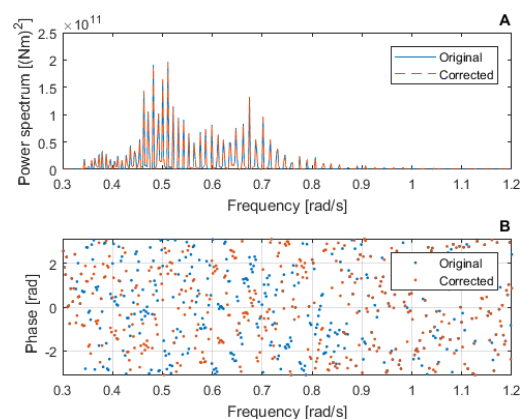 A
× 10^11
Power spectrum [(Nm)^2]
2.5
2
1.5
1
0.5
0
Original
Corrected
0.3 0.4 0.5 0.6 0.7 0.8 0.9 1 1.1 1.2
Frequency [rad/s]
B
Phase [rad]
2
0
-2
Original
Corrected
0.3 0.4 0.5 0.6 0.7 0.8 0.9 1 1.1 1.2
Frequency [rad/s]